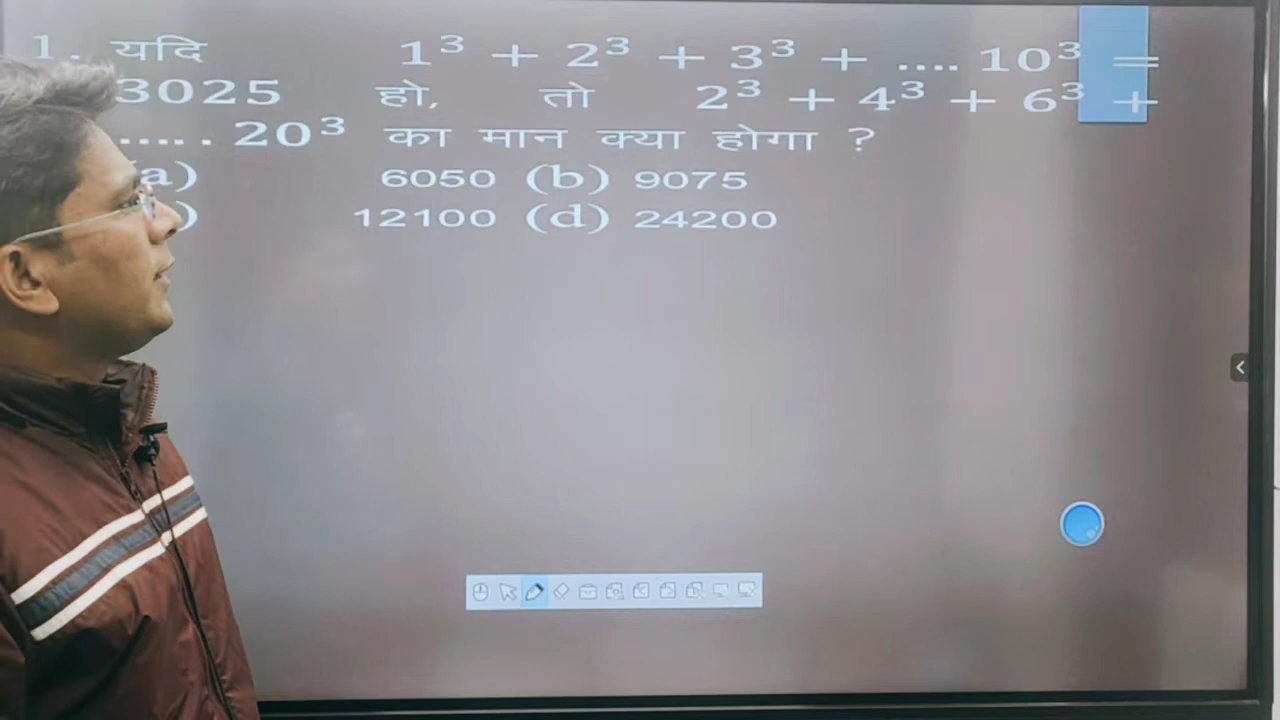 1. यदि 1³ + 2³ + 3³ + .... 10³ =
3025 हो, तो 2³ + 4³ + 6³ +
..... 20³ का मान क्या होगा ?
a) 6050 (b) 9075
) 12100 (d) 24200